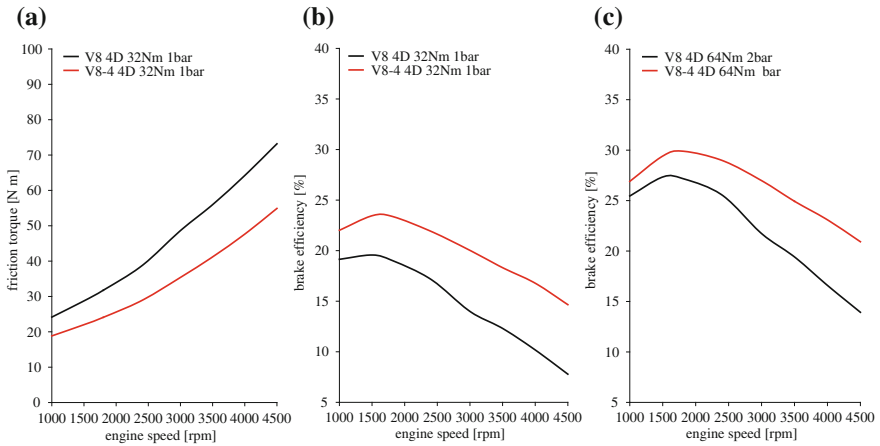 (a)
V8 4D 32Nm 1bar
V8-4 4D 32Nm 1bar
friction torque [N m]
100
90
80
70
60
50
40
30
20
10
0
1000 1500 2000 2500 3000 3500 4000 4500
engine speed [rpm]
(b)
V8 4D 32Nm 1bar
V8-4 4D 32Nm 1bar
brake efficiency [%]
40
35
30
25
20
15
10
5
1000 1500 2000 2500 3000 3500 4000 4500
engine speed [rpm]
(c)
V8 4D 64Nm 2bar
V8-4 4D 64Nm bar
brake efficiency [%]
40
35
30
25
20
15
10
5
1000 1500 2000 2500 3000 3500 4000 4500
engine speed [rpm]